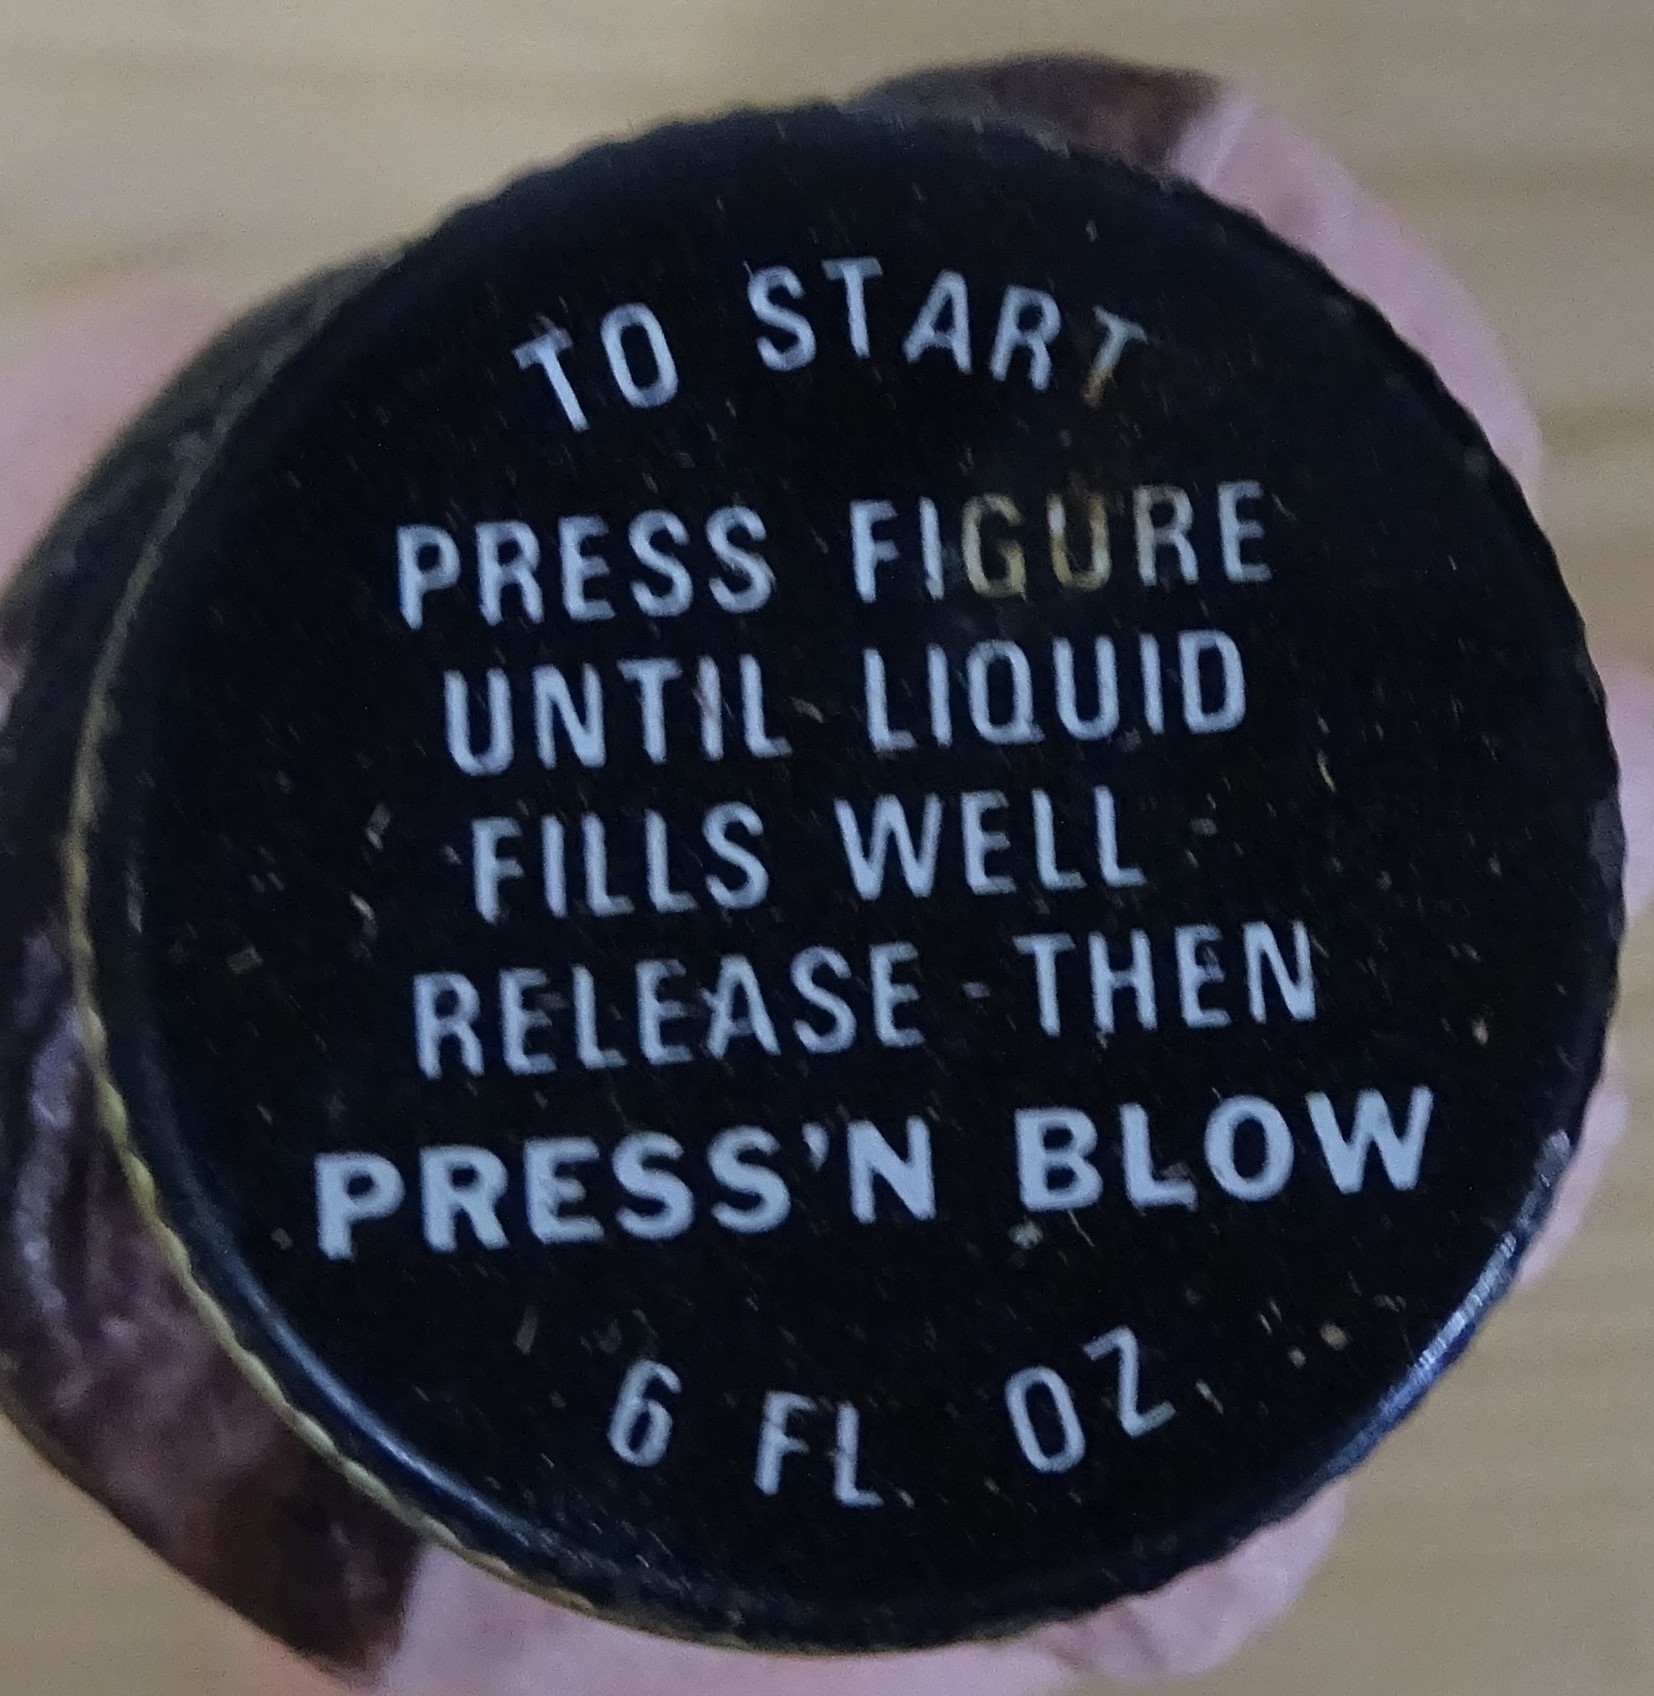 TO START
PRESS FIGURE
UNTIL LIQUID
FILLS WELL -
RELEASE - THEN
PRESS'N BLOW
6 FL. OZ.